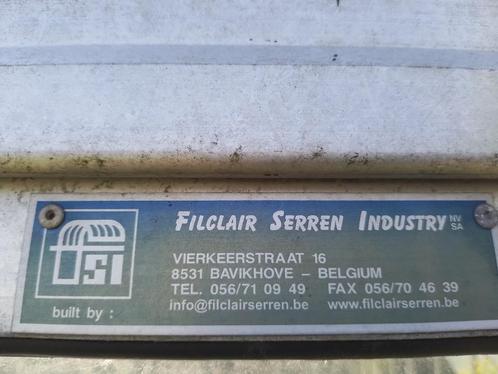 FILCLAIR SERREN INDUSTRY NV SA
VIERKEERSTRAAT 16
8531 BAVIKHOVE – BELGIUM
TEL. 056/71 09 49 FAX 056/70 46 39
info@filclairserren.be www.filclairserren.be
fsi
built by :